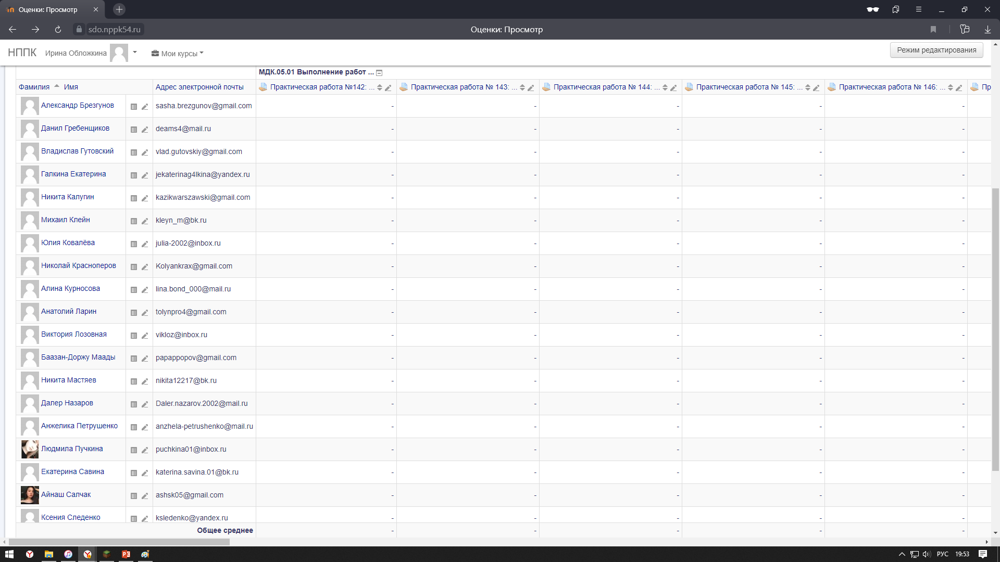 Оценки: Просмотр
sdo.nppk54.ru Оценки: Просмотр
НППК Ирина Обложкина Мои курсы Режим редактирования
МДК.05.01 Выполнение работ ...
Фамилия Имя Адрес электронной почты Практическая работа №142: ... Практическая работа № 143: ... Практическая работа № 144: ... Практическая работа № 145: ... Практическая работа № 146: ... Пр
Александр Брезгунов sasha.brezgunov@gmail.com - - - - -
Данил Гребенщиков deams4@mail.ru - - - - -
Владислав Гутовский vlad.gutovskiy@gmail.com - - - - -
Галкина Екатерина jekaterinag4lkina@yandex.ru - - - - -
Никита Калугин kazikwarszawski@gmail.com - - - - -
Михаил Клейн kleyn_m@bk.ru - - - - -
Юлия Ковалёва julia-2002@inbox.ru - - - - -
Николай Красноперов Kolyankrax@gmail.com - - - - -
Алина Курносова lina.bond_000@mail.ru - - - - -
Анатолий Ларин tolynpro4@gmail.com - - - - -
Виктория Лозовная vikloz@inbox.ru - - - - -
Баазан-Доржу Маады papappopov@gmail.com - - - - -
Никита Мастяев nikita12217@bk.ru - - - - -
Далер Назаров Daler.nazarov.2002@mail.ru - - - - -
Анжелика Петрушенко anzhela-petrushenko@mail.ru - - - - -
Людмила Пучкина puchkina01@inbox.ru - - - - -
Екатерина Савина katerina.savina.01@bk.ru - - - - -
Айнаш Салчак ashsk05@gmail.com - - - - -
Ксения Следенко ksledenko@yandex.ru - - - - -
Общее среднее - - - - -
РУС 19:53